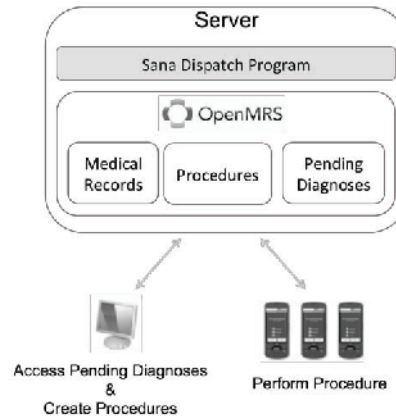 Server
Sana Dispatch Program
OpenMRS
Medical
Records
Procedures
Pending
Diagnoses
Access Pending Diagnoses
&
Create Procedures
Perform Procedure